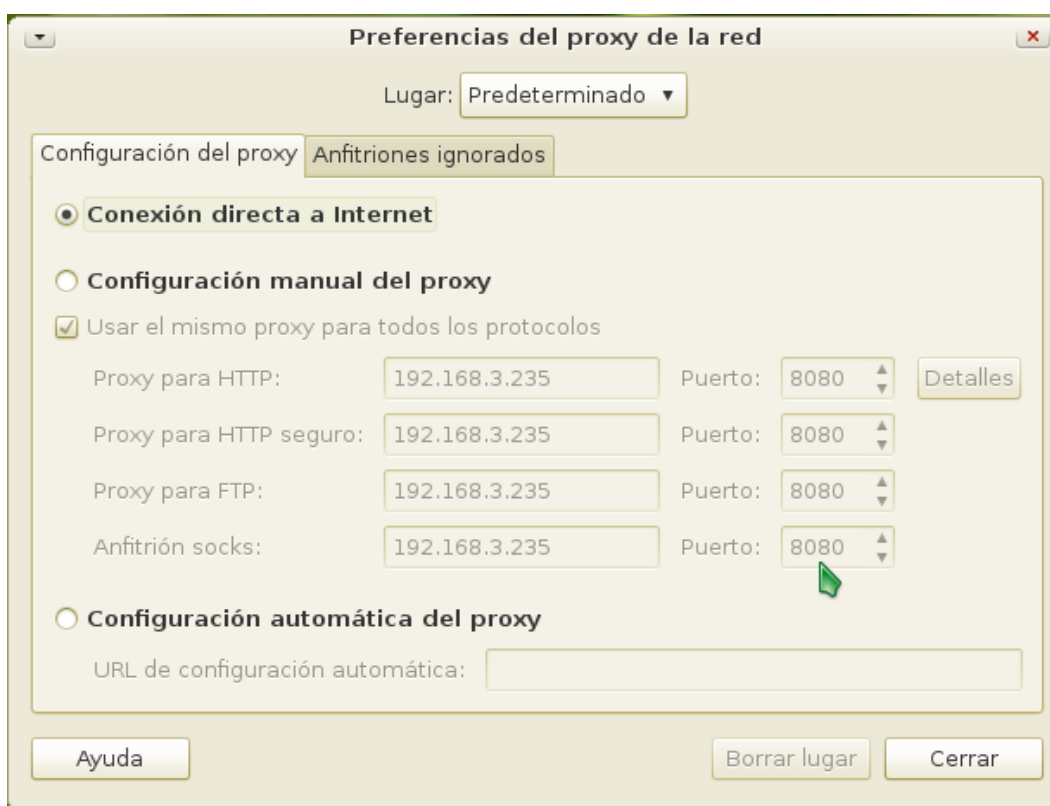 Preferencias del proxy de la red
Lugar: Predeterminado
Configuración del proxy Anfitriones ignorados
Conexión directa a Internet
Configuración manual del proxy
Usar el mismo proxy para todos los protocolos
Proxy para HTTP: 192.168.3.235 Puerto: 8080 Detalles
Proxy para HTTP seguro: 192.168.3.235 Puerto: 8080
Proxy para FTP: 192.168.3.235 Puerto: 8080
Anfitrión socks: 192.168.3.235 Puerto: 8080
Configuración automática del proxy
URL de configuración automática:
Ayuda Borrar lugar Cerrar